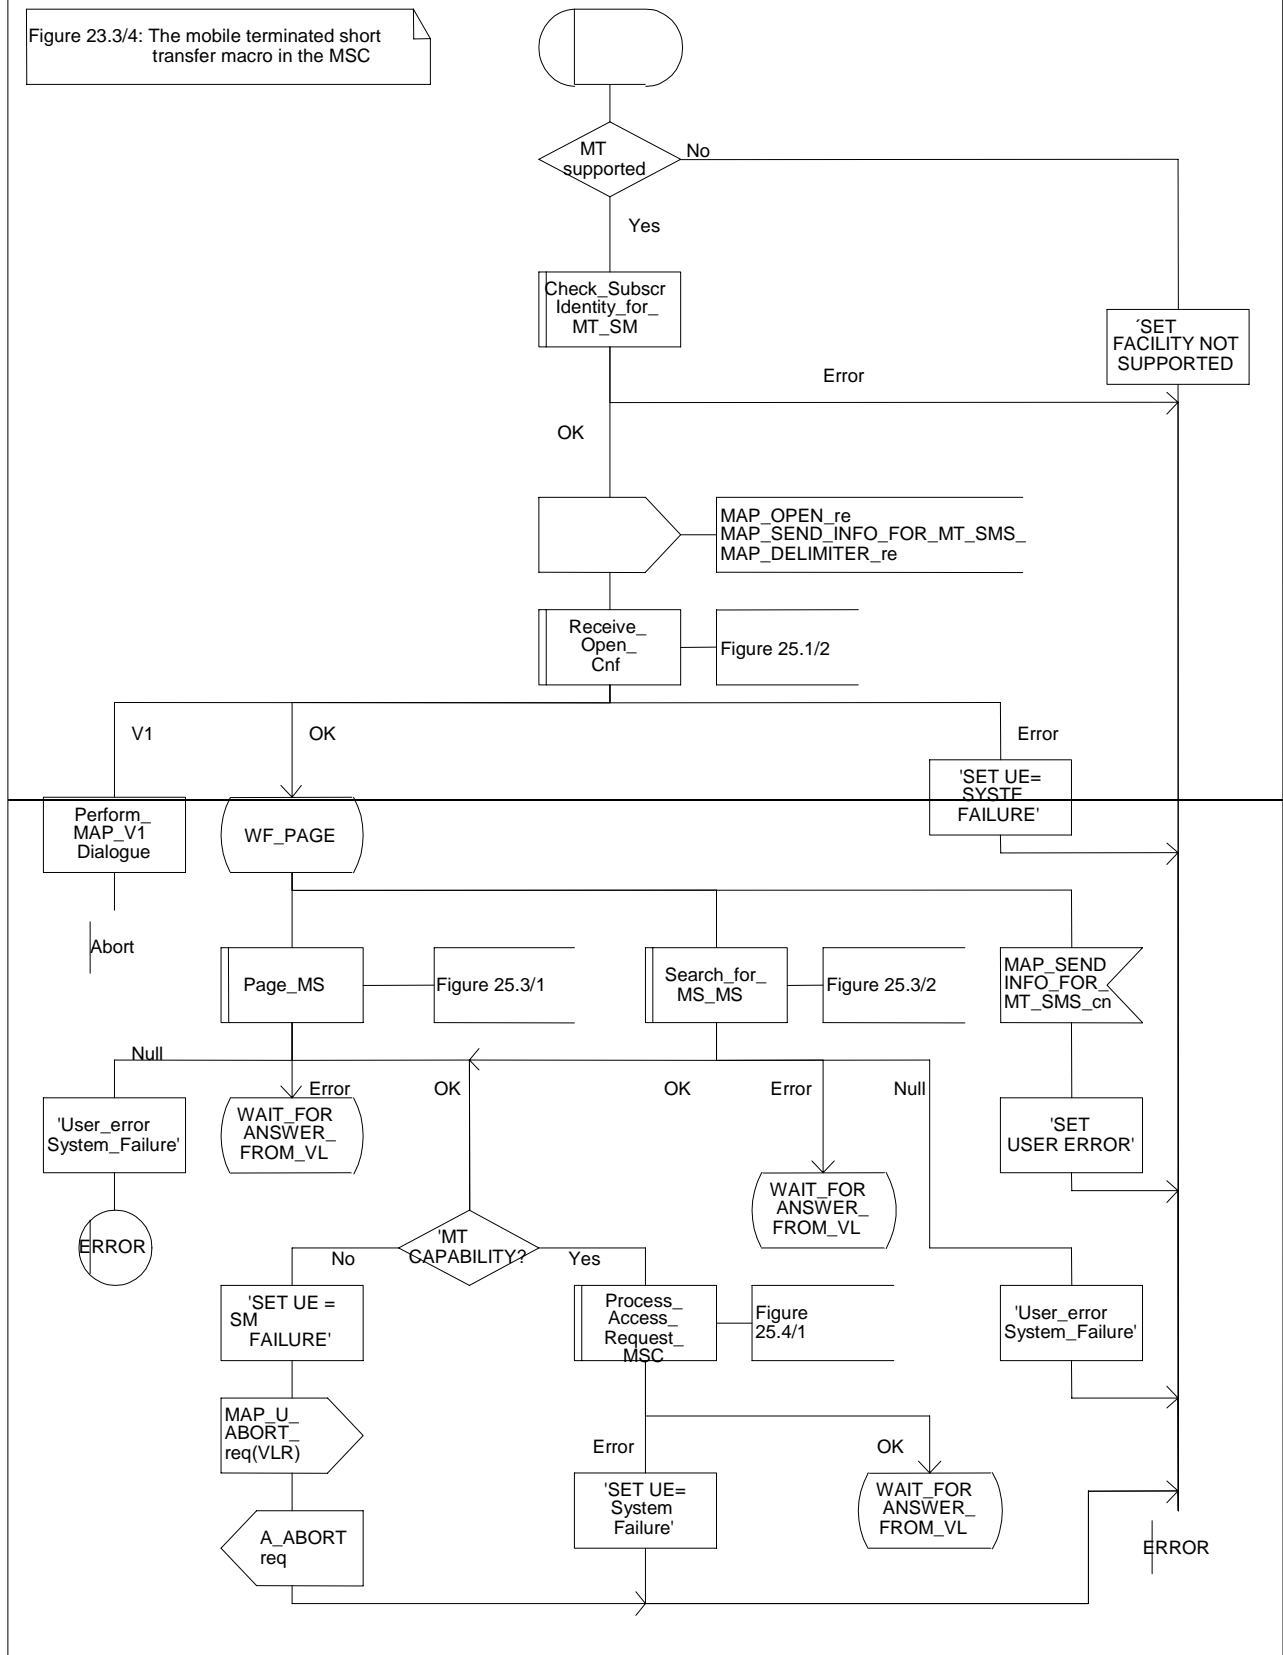 Figure 23.3/4: The mobile terminated short
transfer macro in the MSC
MT
supported
No
Yes
Check_Subscr
Identity_for_
MT_SM
´SET
FACILITY NOT
SUPPORTED
Error
OK
MAP_OPEN_re
MAP_SEND_INFO_FOR_MT_SMS_
MAP_DELIMITER_re
Receive_
Open_
Cnf
Figure 25.1/2
V1
OK
Error
'SET UE=
SYSTE
FAILURE'
Perform_
MAP_V1
Dialogue
WF_PAGE
Abort
Page_MS
Figure 25.3/1
Search_for_
MS_MS
Figure 25.3/2
MAP_SEND
INFO_FOR_
MT_SMS_cn
Null
Error
OK
OK
Error
Null
'User_error
System_Failure'
WAIT_FOR
ANSWER_
FROM_VL
'SET
USER ERROR'
WAIT_FOR
ANSWER_
FROM_VL
ERROR
'MT
CAPABILITY?
No
Yes
'SET UE =
SM
FAILURE'
Process_
Access_
Request_
MSC
Figure
25.4/1
'User_error
System_Failure'
MAP_U_
ABORT_
req(VLR)
Error
OK
'SET UE=
System
Failure'
WAIT_FOR
ANSWER_
FROM_VL
A_ABORT
req
ERROR